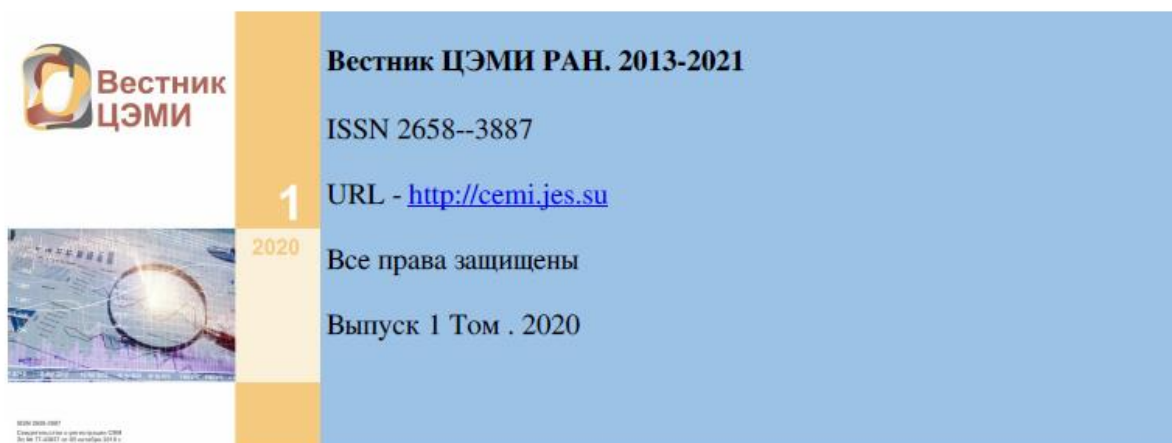 Вестник
ЦЭМИ
1
2020
Вестник ЦЭМИ РАН. 2013-2021
ISSN 2658--3887
URL - http://cemi.jes.su
Все права защищены
Выпуск 1 Том . 2020